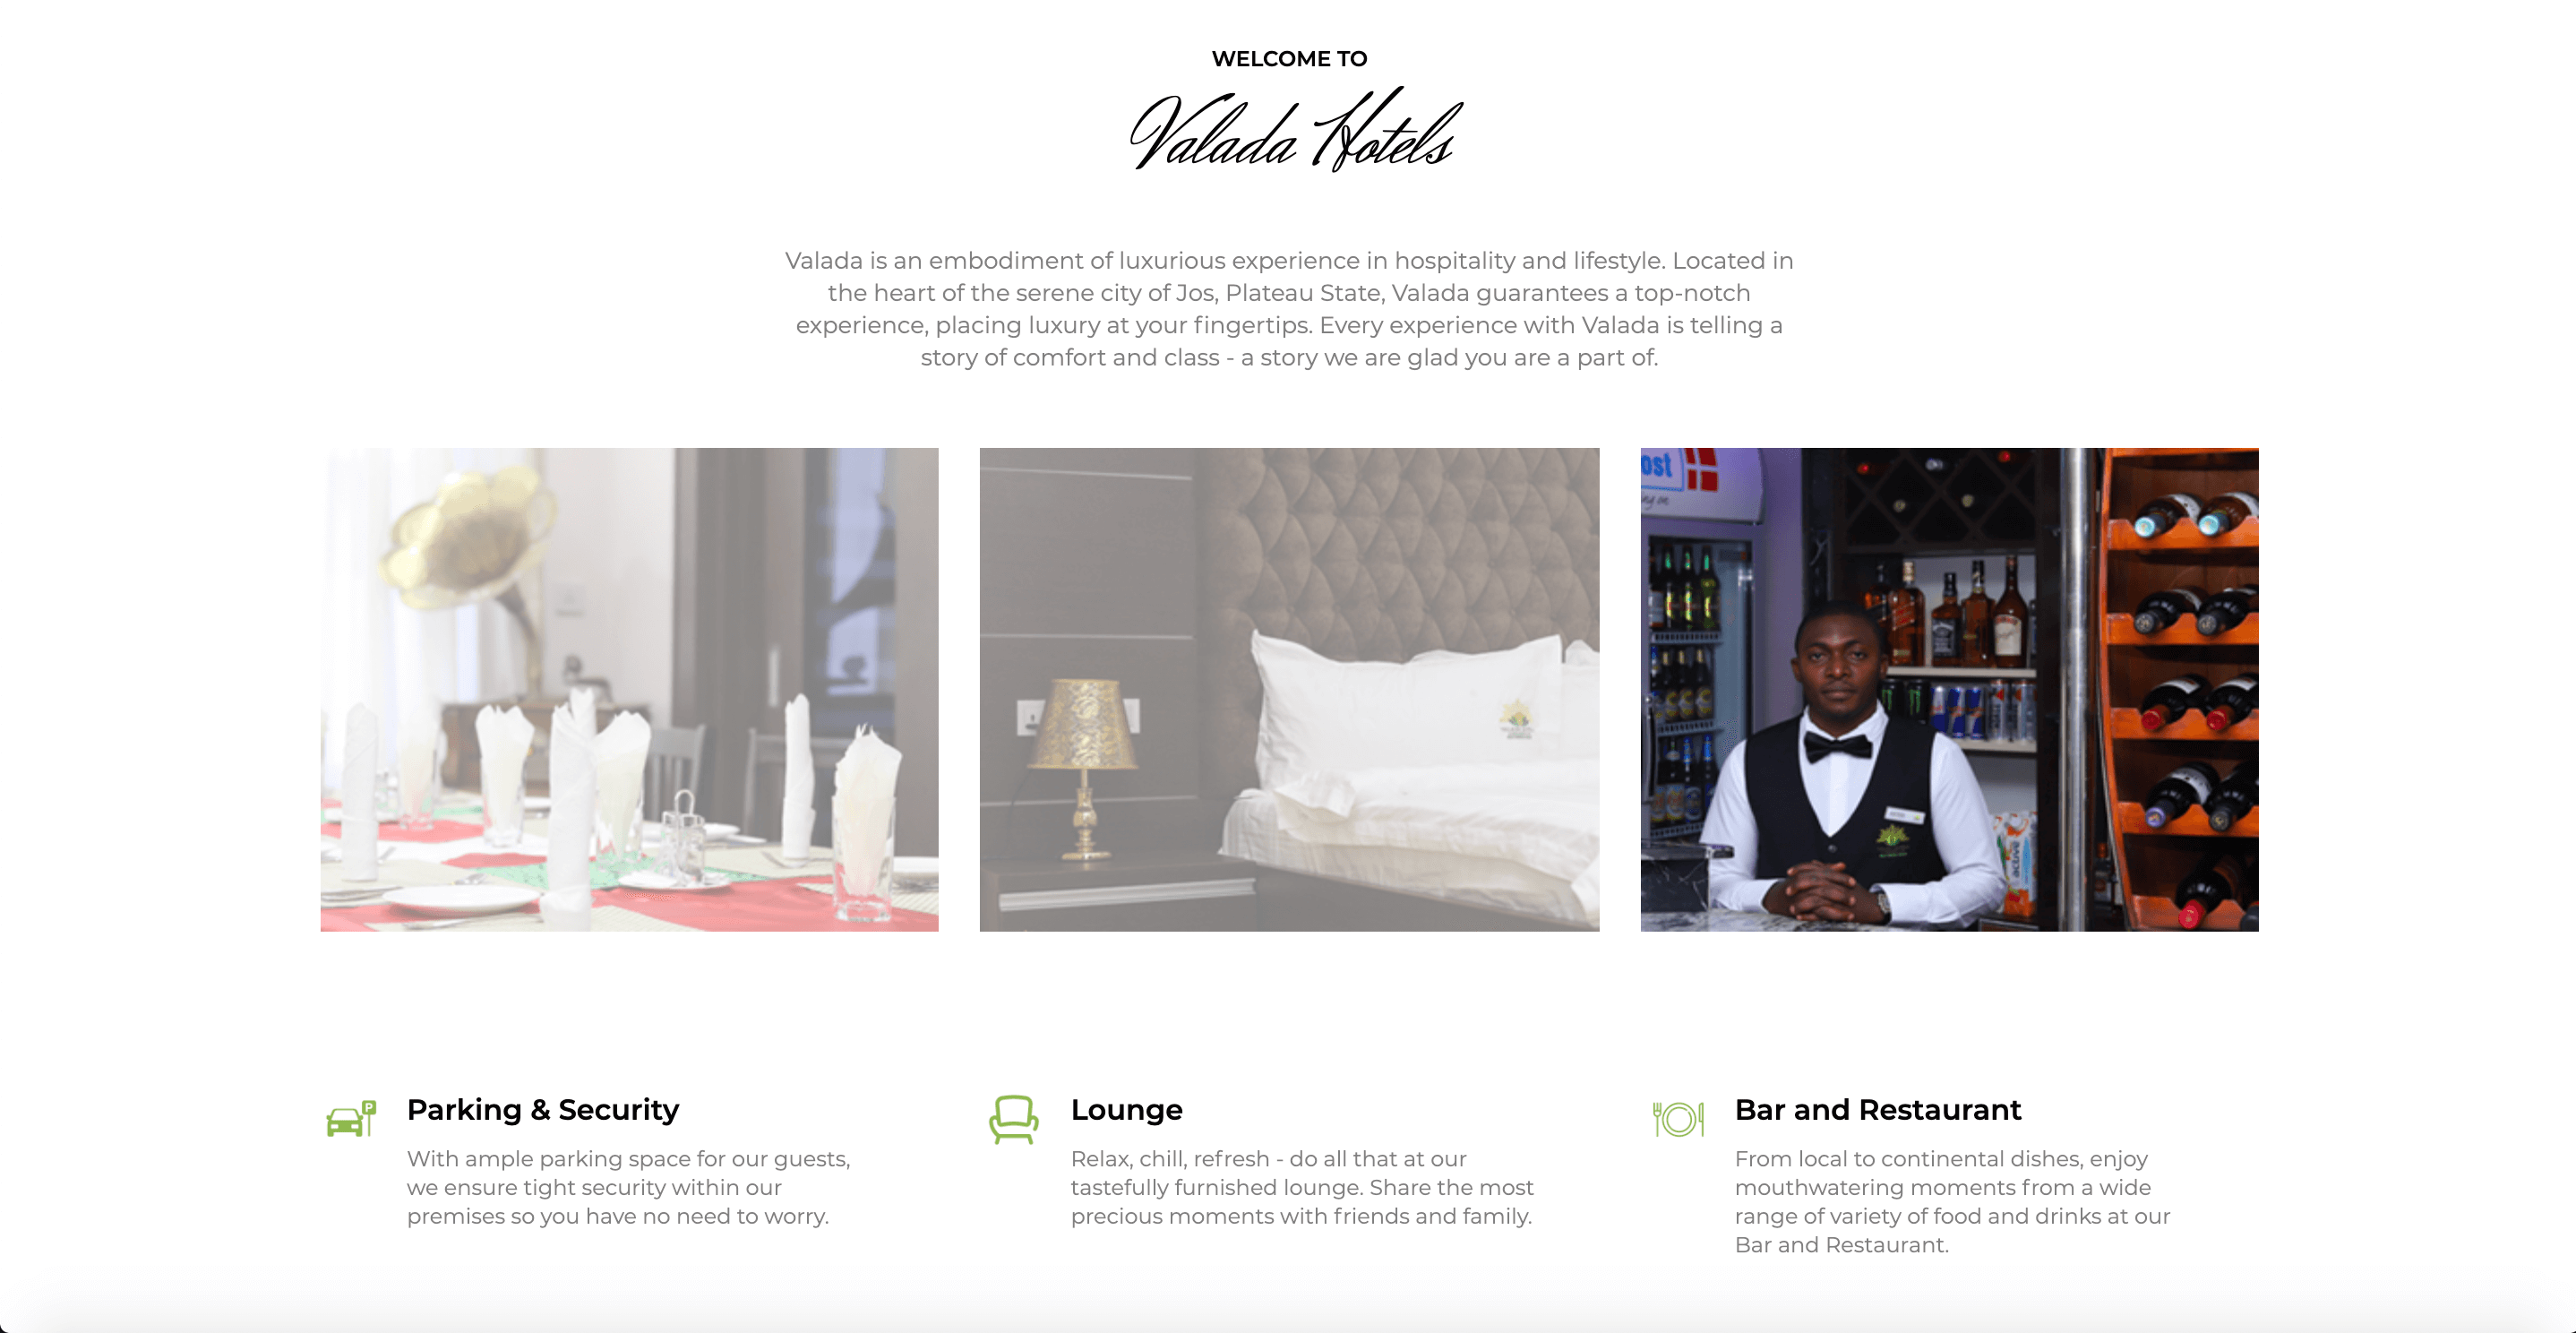 WELCOME TO
Valada Hotels
Valada is an embodiment of luxurious experience in hospitality and lifestyle. Located in
the heart of the serene city of Jos, Plateau State, Valada guarantees a top-notch
experience, placing luxury at your fingertips. Every experience with Valada is telling a
story of comfort and class - a story we are glad you are a part of.
ost
Parking & Security
With ample parking space for our guests,
we ensure tight security within our
premises so you have no need to worry.
Lounge
Relax, chill, refresh - do all that at our
tastefully furnished lounge. Share the most
precious moments with friends and family.
Bar and Restaurant
From local to continental dishes, enjoy
mouthwatering moments from a wide
range of variety of food and drinks at our
Bar and Restaurant.